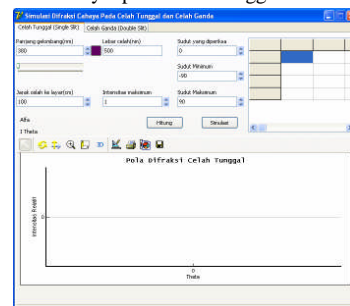 Simulasi Difraksi Cahaya Pada Celah Tunggal dan Celah Ganda
Celah Tunggal (Single Slit) Celah Ganda (Double Slit)
Panjang gelombang(nm) Lebar celah(nm) Sudut yang diperiksa
380 500 0
Sudut Minimum
-90
Jarak celah ke layar(cm) Intensitas maksimum Sudut Maksimum
100 1 90
Alfa
I Theta
Hitung Simulasi
3D
Pola Difraksi Celah Tunggal
Intensitas Relatif
0
0
Theta